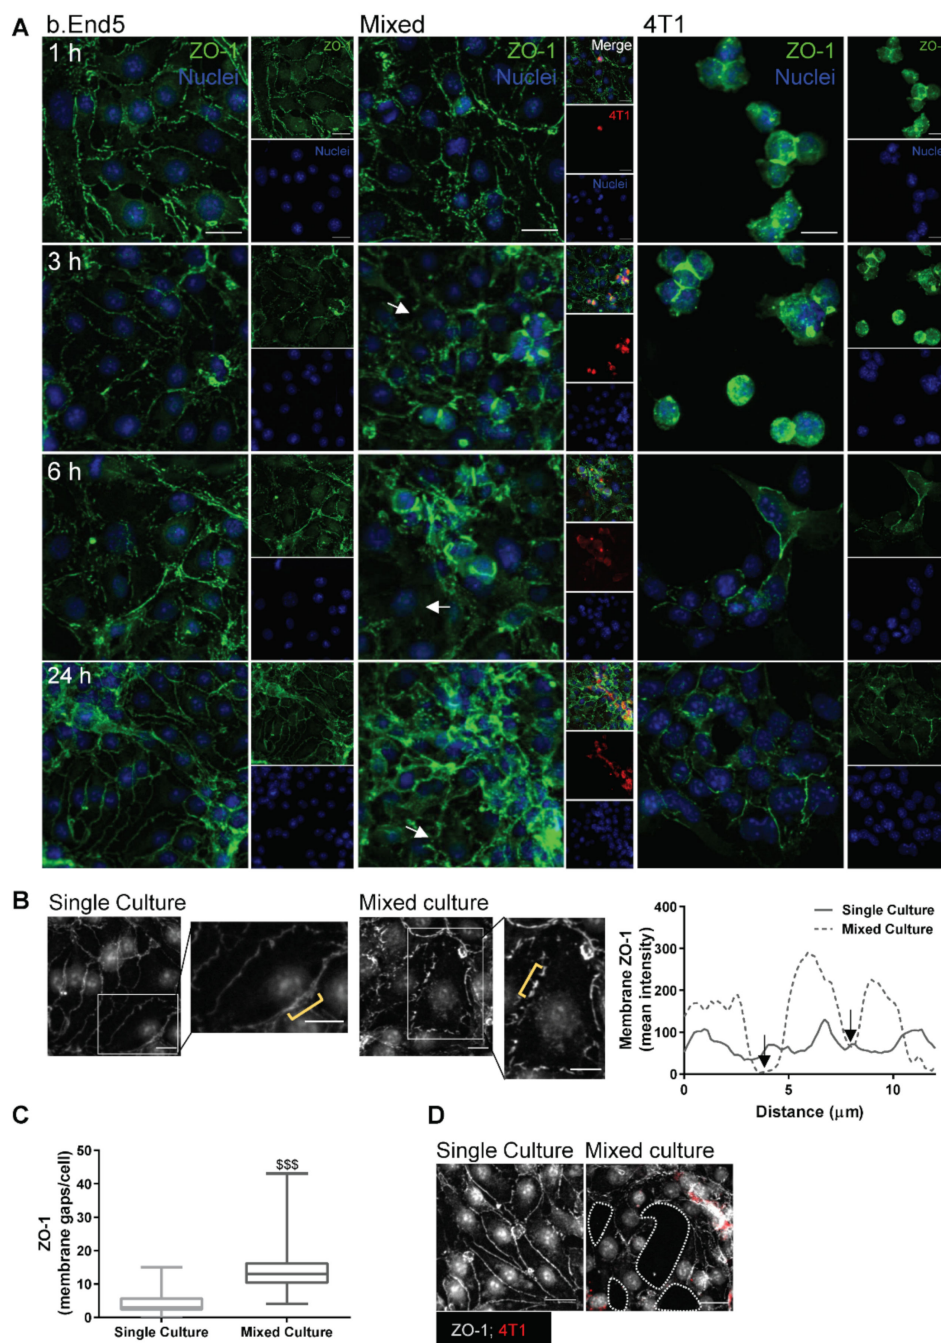 A
b.End5
Mixed
4T1
1 h
ZO-1
Nuclei
ZO-
Nuclei
ZO-1
Nuclei
Merge
4T1
Nuclei
ZO-1
Nuclei
ZO-
Nuclei
3 h
6 h
24 h
B
Single Culture
Mixed culture
Membrane ZO-1
(mean intensity)
400
300
200
100
0
Single Culture
Mixed Culture
0
5
10
Distance (μm)
C
ZO-1
(membrane gaps/cell)
50
40
30
20
10
0
$$$
Single Culture
Mixed Culture
D
Single Culture
Mixed culture
ZO-1; 4T1